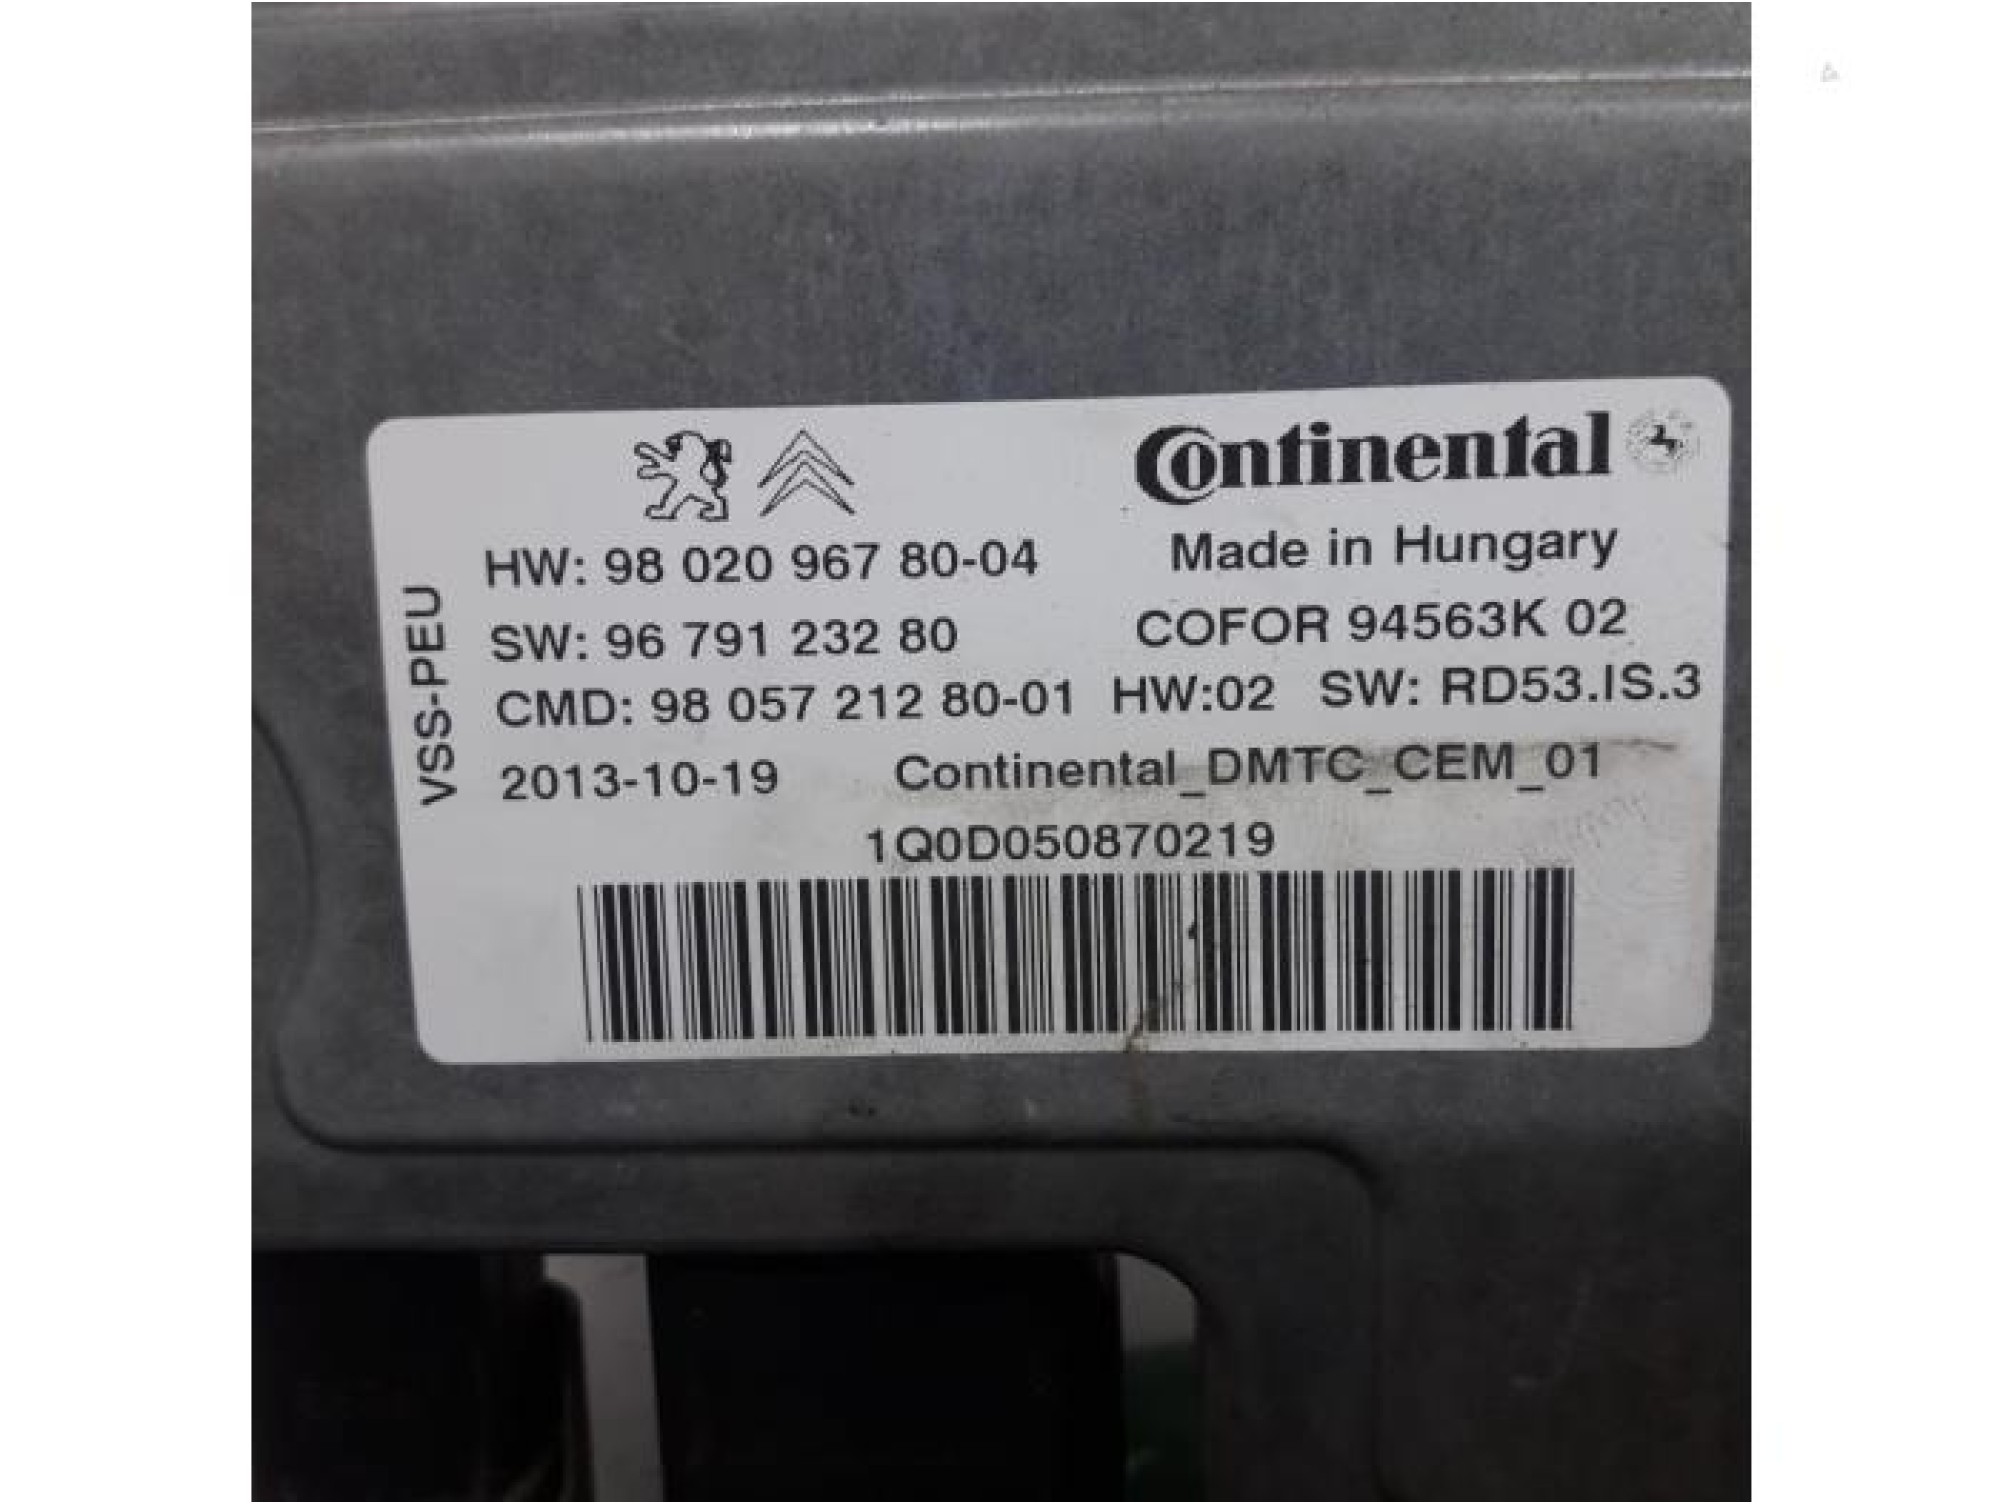 Continental
Made in Hungary
HW: 98 020 967 80-04
SW: 96 791 232 80
COFOR 94563K 02
CMD: 98 057 212 80-01 HW:02 SW: RD53.IS.3
2013-10-19 Continental_DMTC_CEM_01
1Q0D050870219
VSS-PEU